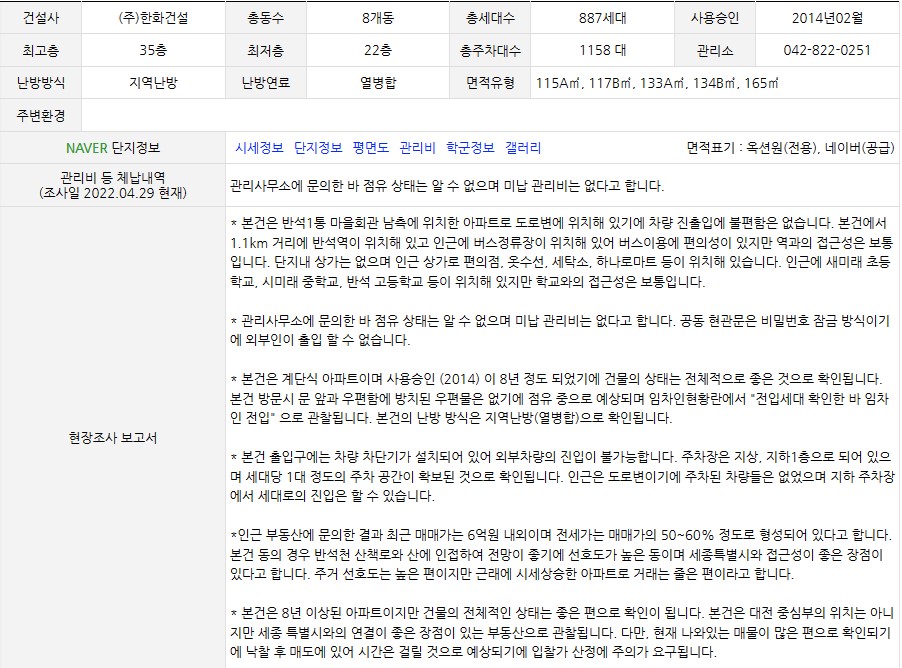 건설사 (주)한화건설 총동수 8개동 총세대수 887세대 사용승인 2014년02월
최고층 35층 최저층 22층 총주차대수 1158 대 관리소 042-822-0251
난방방식 지역난방 난방연료 열병합 면적유형 115A㎡, 117B㎡, 133A㎡, 134B㎡, 165㎡
주변환경
NAVER 단지정보 시세정보 단지정보 평면도 관리비 학군정보 갤러리 면적표기 : 옥션원(전용), 네이버(공급)
관리비 등 체납내역
(조사일 2022.04.29 현재)
관리사무소에 문의한 바 점유 상태는 알 수 없으며 미납 관리비는 없다고 합니다.
현장조사 보고서
* 본건은 반석1통 마을회관 남측에 위치한 아파트로 도로변에 위치해 있기에 차량 진출입에 불편함은 없습니다. 본건에서
1.1km 거리에 반석역이 위치해 있고 인근에 버스정류장이 위치해 있어 버스이용에 편의성이 있지만 역과의 접근성은 보통
입니다. 단지내 상가는 없으며 인근 상가로 편의점, 옷수선, 세탁소, 하나로마트 등이 위치해 있습니다. 인근에 새미래 초등
학교, 시미래 중학교, 반석 고등학교 등이 위치해 있지만 학교와의 접근성은 보통입니다.
* 관리사무소에 문의한 바 점유 상태는 알 수 없으며 미납 관리비는 없다고 합니다. 공동 현관문은 비밀번호 잠금 방식이기
에 외부인이 출입 할 수 없습니다.
* 본건은 계단식 아파트이며 사용승인 (2014) 이 8년 정도 되었기에 건물의 상태는 전체적으로 좋은 것으로 확인됩니다.
본건 방문시 문 앞과 우편함에 방치된 우편물은 없기에 점유 중으로 예상되며 임차인현황란에서 "전입세대 확인한 바 임차
인 전입" 으로 관찰됩니다. 본건의 난방 방식은 지역난방(열병합)으로 확인됩니다.
* 본건 출입구에는 차량 차단기가 설치되어 있어 외부차량의 진입이 불가능합니다. 주차장은 지상, 지하1층으로 되어 있으
며 세대당 1대 정도의 주차 공간이 확보된 것으로 확인됩니다. 인근은 도로변이기에 주차된 차량들은 없었으며 지하 주차장
에서 세대로의 진입은 할 수 있습니다.
*인근 부동산에 문의한 결과 최근 매매가는 6억원 내외이며 전세가는 매매가의 50~60% 정도로 형성되어 있다고 합니다.
본건 동의 경우 반석천 산책로와 산에 인접하여 전망이 좋기에 선호도가 높은 동이며 세종특별시와 접근성이 좋은 장점이
있다고 합니다. 주거 선호도는 높은 편이지만 근래에 시세상승한 아파트로 거래는 줄은 편이라고 합니다.
* 본건은 8년 이상된 아파트이지만 건물의 전체적인 상태는 좋은 편으로 확인이 됩니다. 본건은 대전 중심부의 위치는 아니
지만 세종 특별시와의 연결이 좋은 장점이 있는 부동산으로 관찰됩니다. 다만, 현재 나와있는 매물이 많은 편으로 확인되기
에 낙찰 후 매도에 있어 시간은 걸릴 것으로 예상되기에 입찰가 산정에 주의가 요구됩니다.